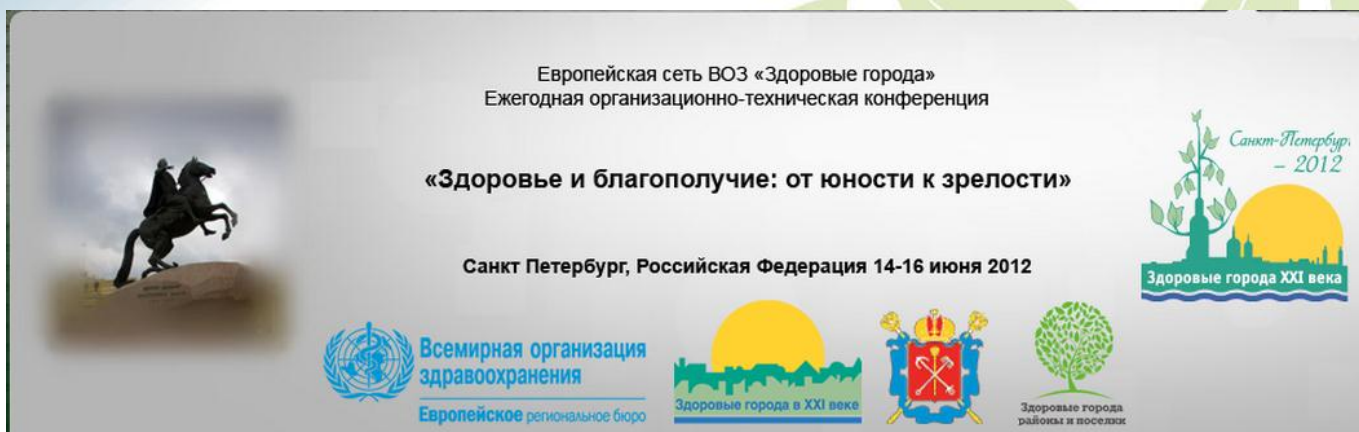 Европейская сеть ВОЗ «Здоровые города»
Ежегодная организационно-техническая конференция
«Здоровье и благополучие: от юности к зрелости»
Санкт Петербург, Российская Федерация 14-16 июня 2012
Санкт-Петербург
– 2012
Здоровые города XXI века
Всемирная организация
здравоохранения
Европейское региональное бюро
Здоровые города в XXI веке
Здоровые города
районы и поселки